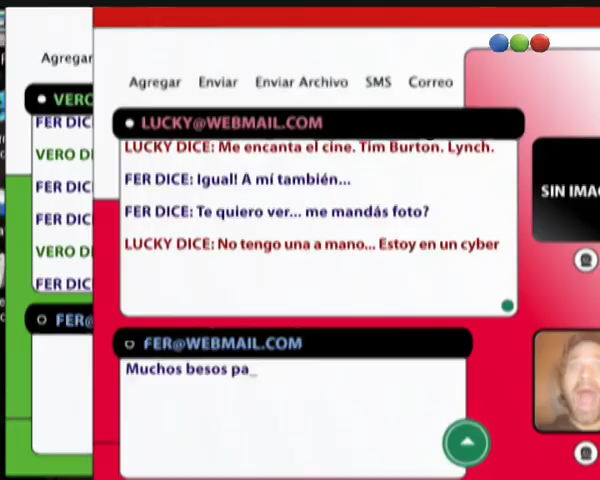 Agregar
VERO
FER DIC
VERO DI
FER DIC
FER DIC
VERO DI
FER DIC
FER@
Agregar Enviar Enviar Archivo SMS Correo
LUCKY@WEBMAIL.COM
LUCKY DICE: Me encanta el cine. Tim Burton. Lynch.
FER DICE: Igual! A mí también...
FER DICE: Te quiero ver... me mandás foto?
LUCKY DICE: No tengo una a mano... Estoy en un cyber
SIN IMA
FER@WEBMAIL.COM
Muchos besos pa_